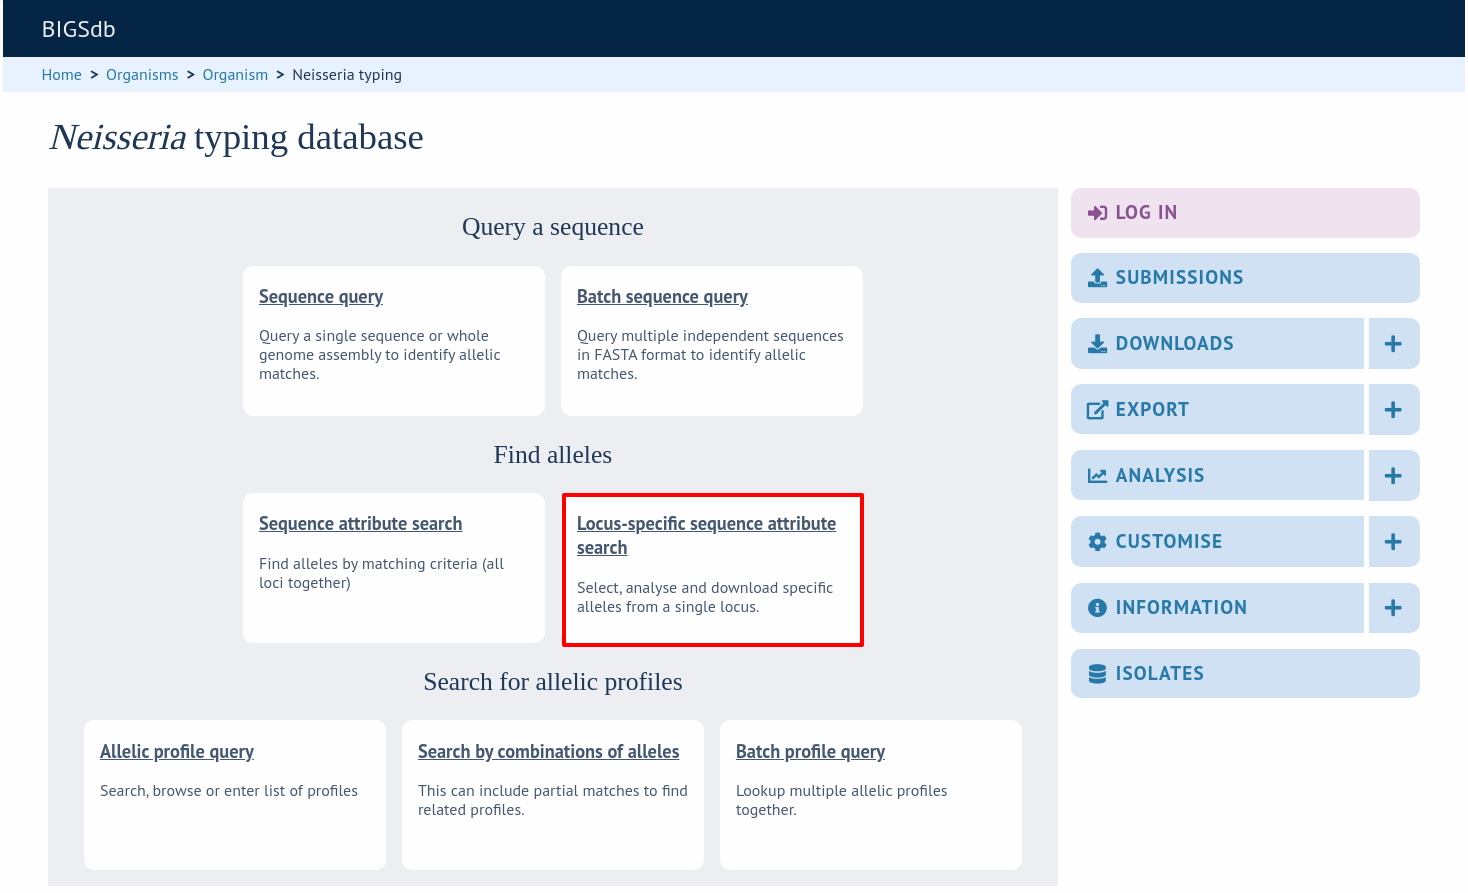 BIGSdb
Home > Organisms > Organism > Neisseria typing
Neisseria typing database
Query a sequence
Sequence query
Query a single sequence or whole
genome assembly to identify allelic
matches.
Batch sequence query
Query multiple independent sequences
in FASTA format to identify allelic
matches.
Find alleles
Sequence attribute search
Find alleles by matching criteria (all
loci together)
Locus-specific sequence attribute
search
Select, analyse and download specific
alleles from a single locus.
Search for allelic profiles
Allelic profile query
Search, browse or enter list of profiles
Search by combinations of alleles
This can include partial matches to find
related profiles.
Batch profile query
Lookup multiple allelic profiles
together.
LOG IN
SUBMISSIONS
DOWNLOADS +
EXPORT +
ANALYSIS +
CUSTOMISE +
INFORMATION +
ISOLATES